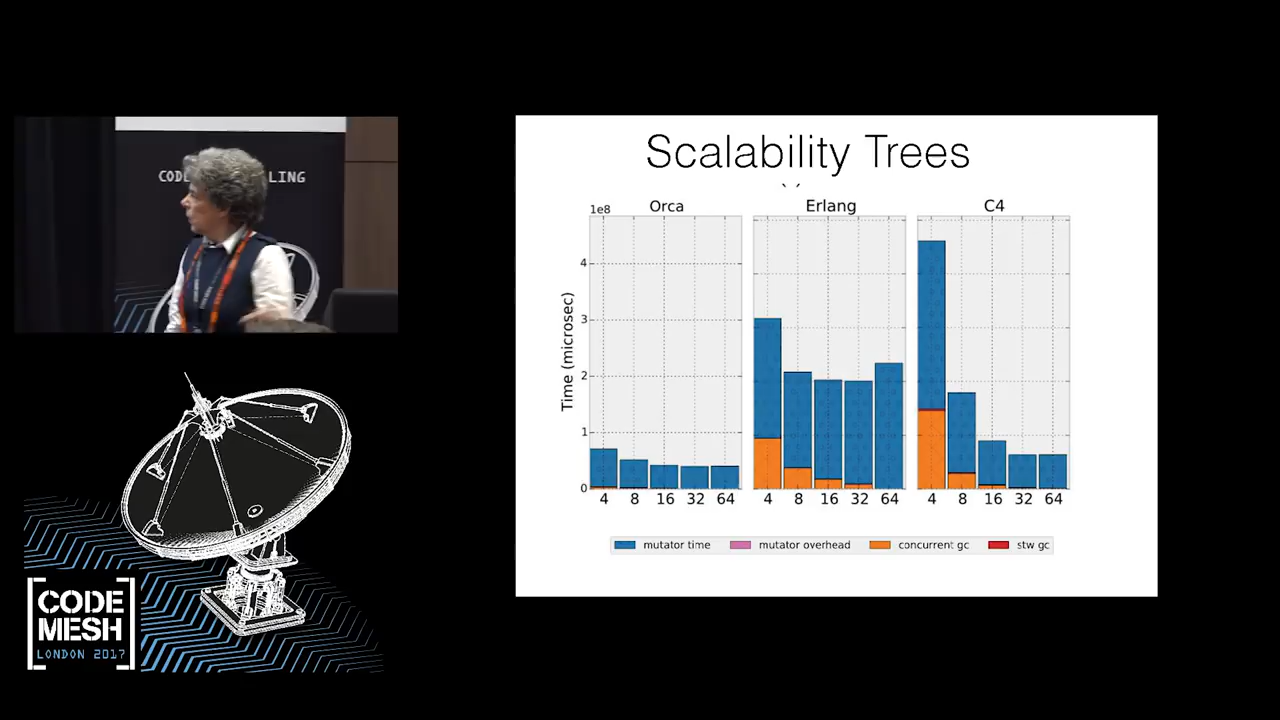 CODE
LING
Scalability Trees
1e8
Orca
Erlang
C4
Time (microsec)
4
3
2
1
0
4 8 16 32 64
4 8 16 32 64
4 8 16 32 64
mutator time
mutator overhead
concurrent gc
stw gc
CODE
MESH
LONDON 2017